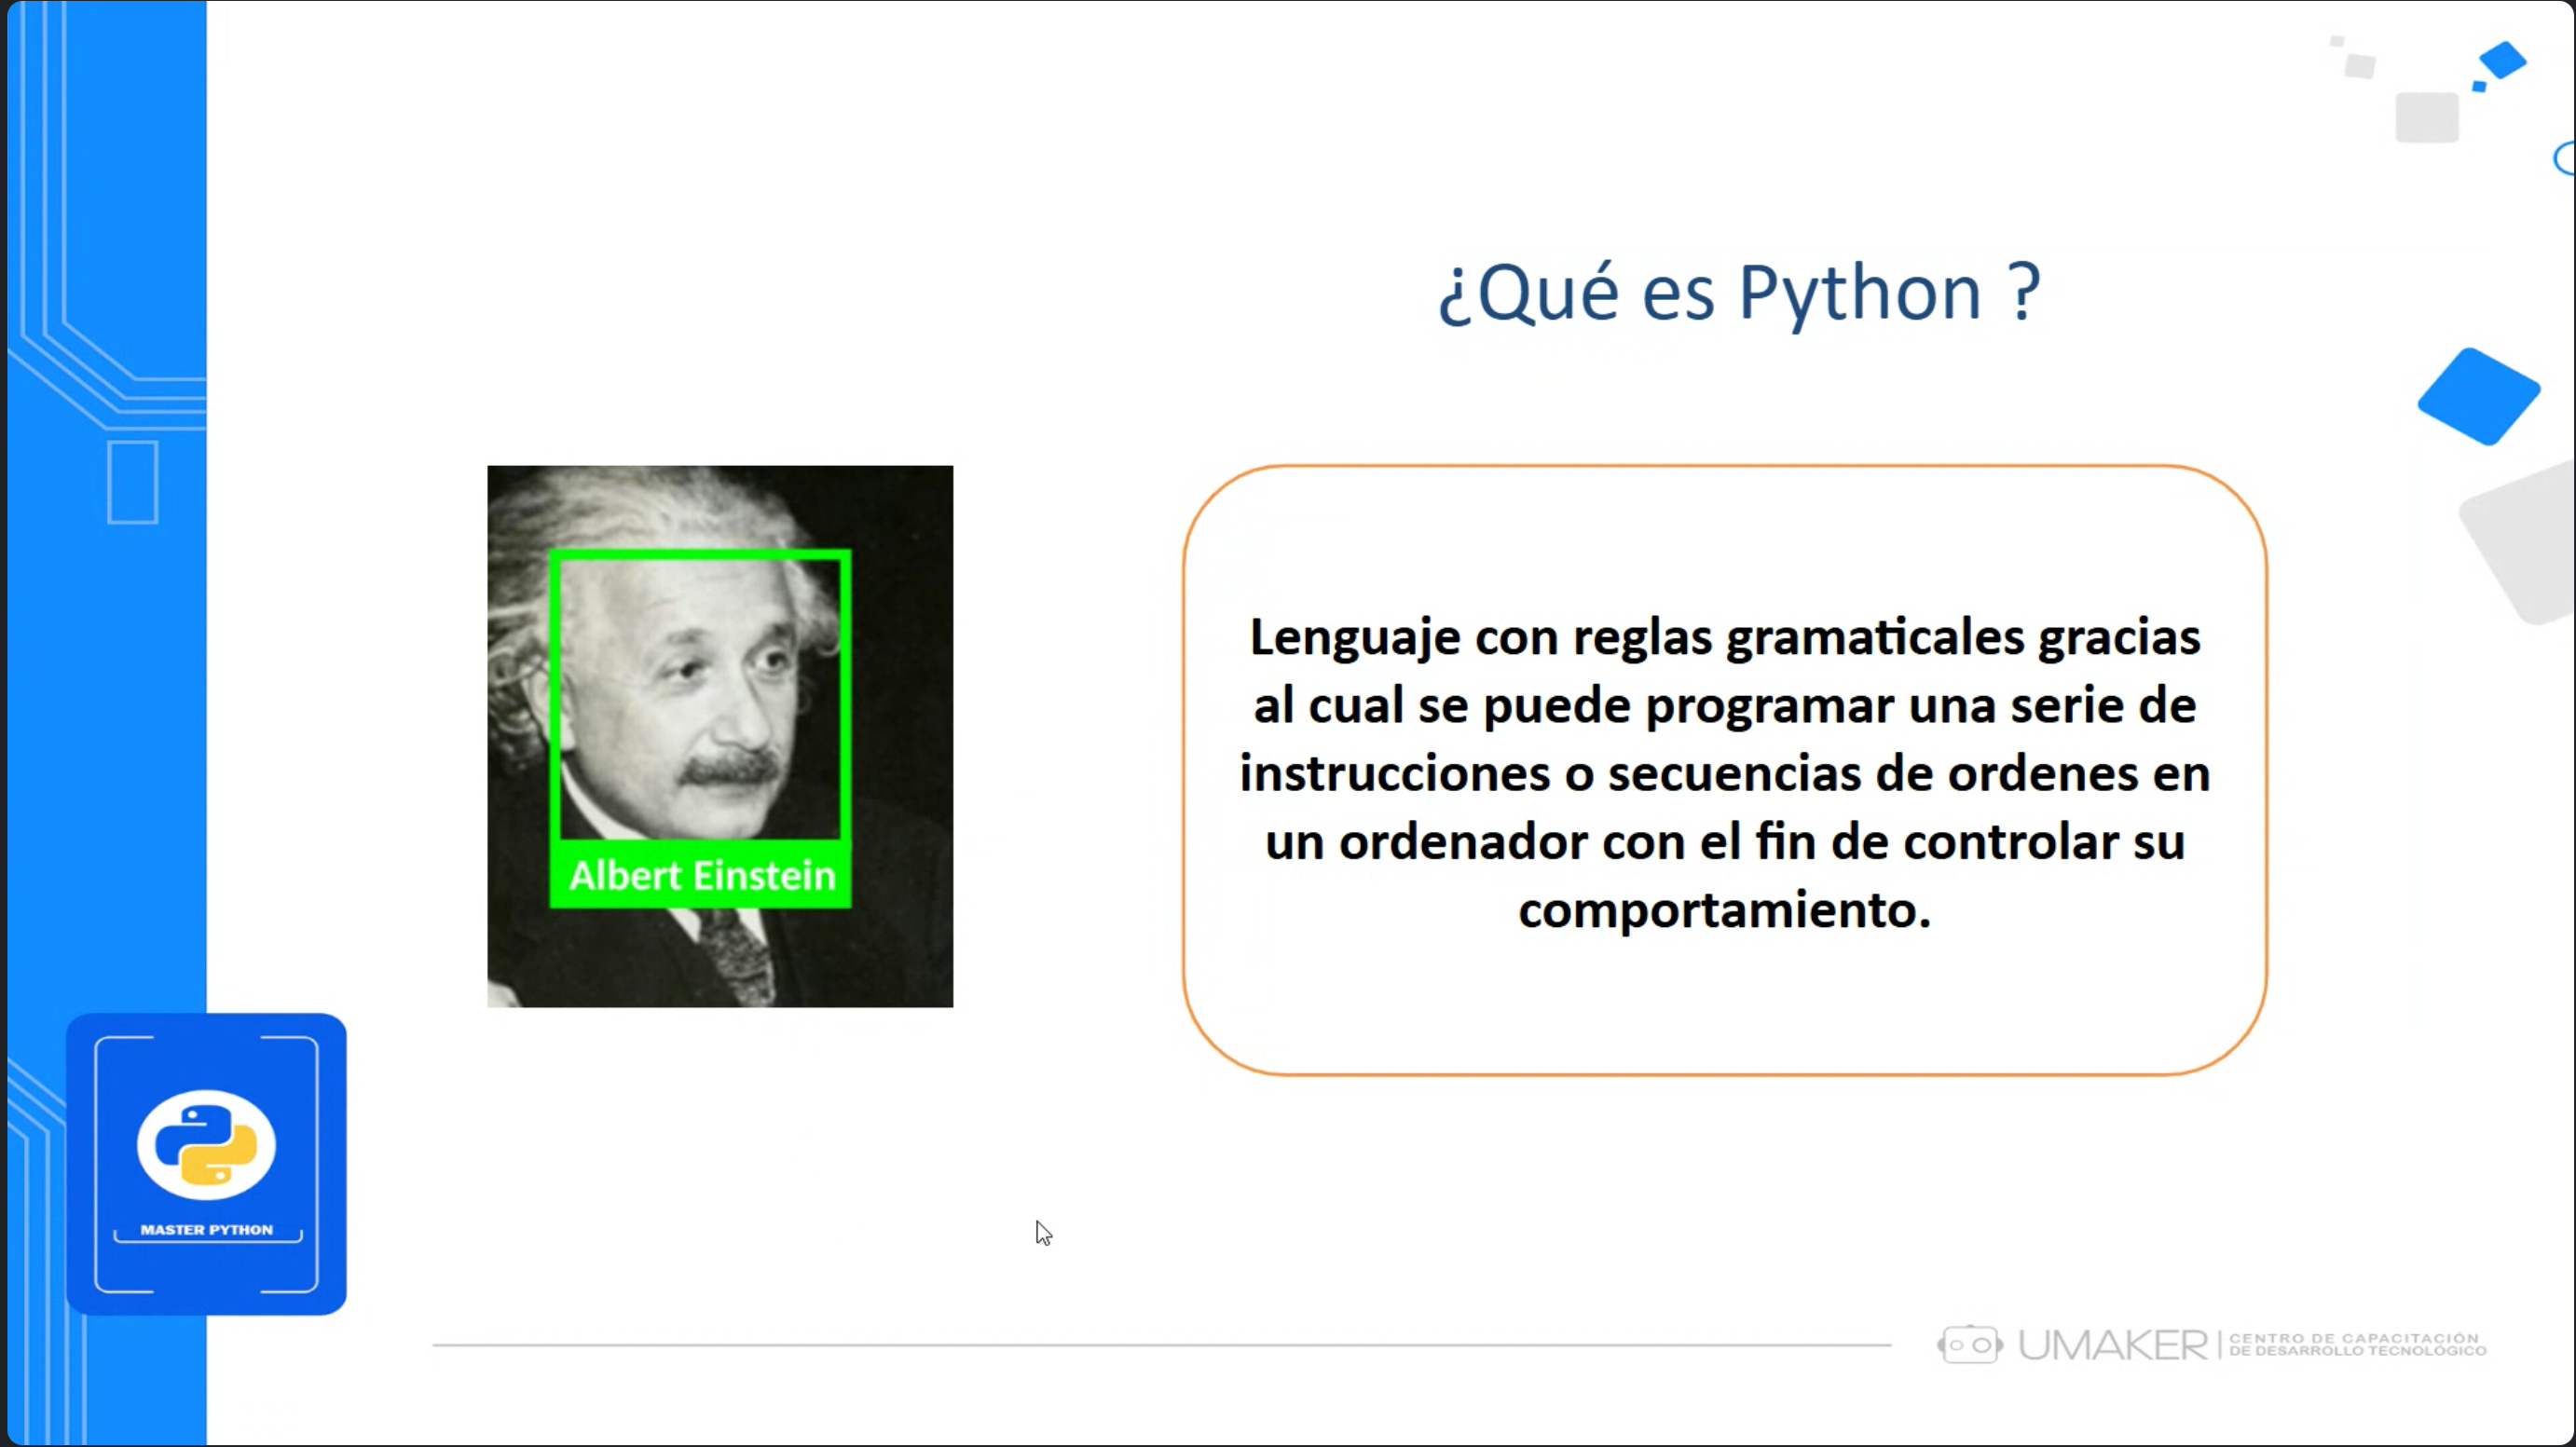 ¿Qué es Python ?
Albert Einstein
Lenguaje con reglas gramaticales gracias
al cual se puede programar una serie de
instrucciones o secuencias de ordenes en
un ordenador con el fin de controlar su
comportamiento.
MASTER PYTHON
UMAKER
CENTRO DE CAPACITACIÓN
DE DESARROLLO TECNOLÓGICO